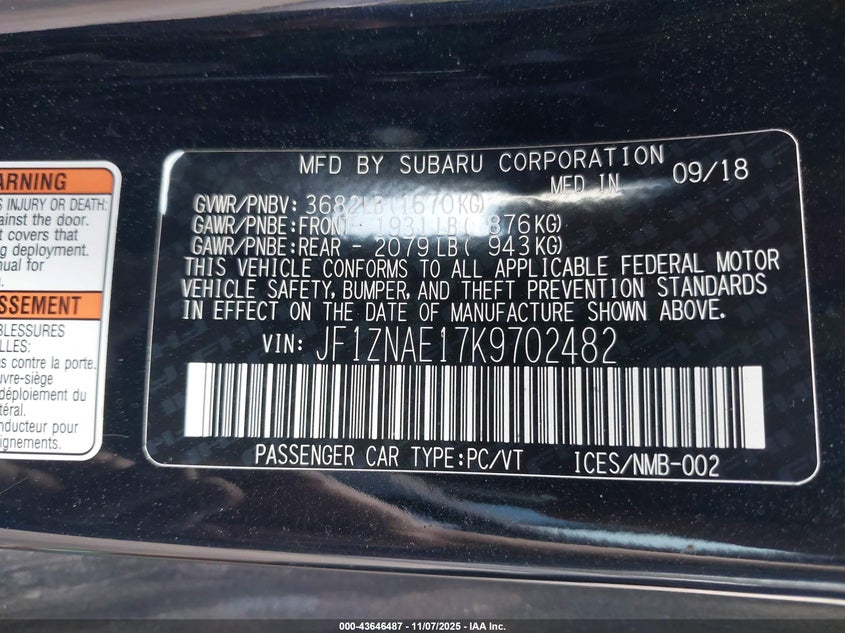 ARNING
S INJURY OR DEATH:
ainst the door.
t covers that
g deployment.
nual for
SSEMENT
BLESSURES
LLES:
as contre la porte.
uvre-siège
déploiement du
téral.
onducteur pour
ignements.
MFD BY SUBARU CORPORATION
MFD IN 09/18
GVWR/PNBV: 3682LB(1670KG)
GAWR/PNBE:FRONT- 1931LB( 876KG)
GAWR/PNBE:REAR - 2079LB( 943KG)
THIS VEHICLE CONFORMS TO ALL APPLICABLE FEDERAL MOTOR
VEHICLE SAFETY, BUMPER, AND THEFT PREVENTION STANDARDS
IN EFFECT ON THE DATE OF MANUFACTURE SHOWN ABOVE.
VIN: JF1ZNAE17K9702482
PASSENGER CAR TYPE:PC/VT ICES/NMB-002
000-43646487 - 11/07/2025 - IAA Inc.